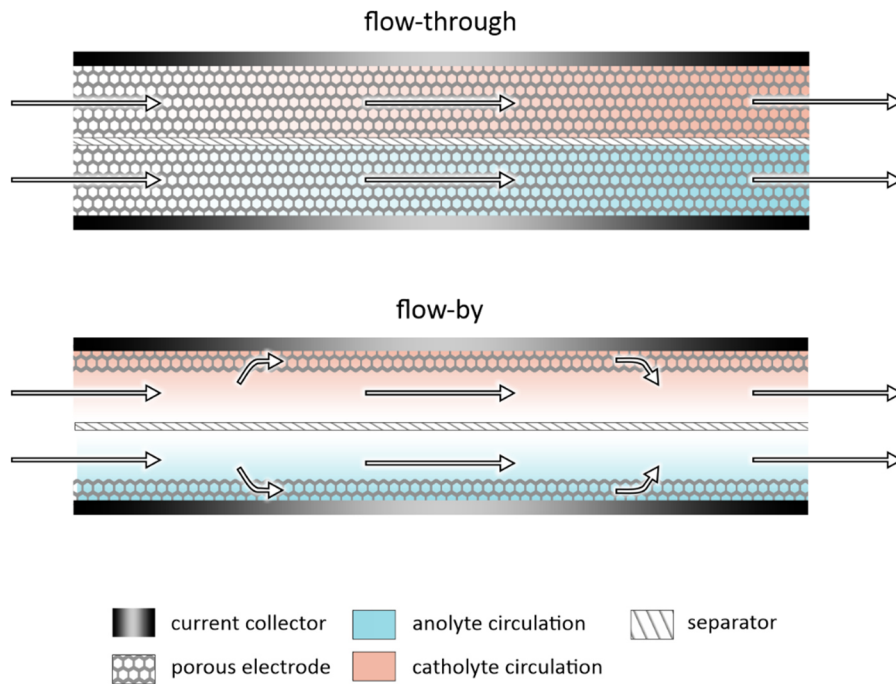 flow-through
flow-by
current collector
anolyte circulation
separator
porous electrode
catholyte circulation